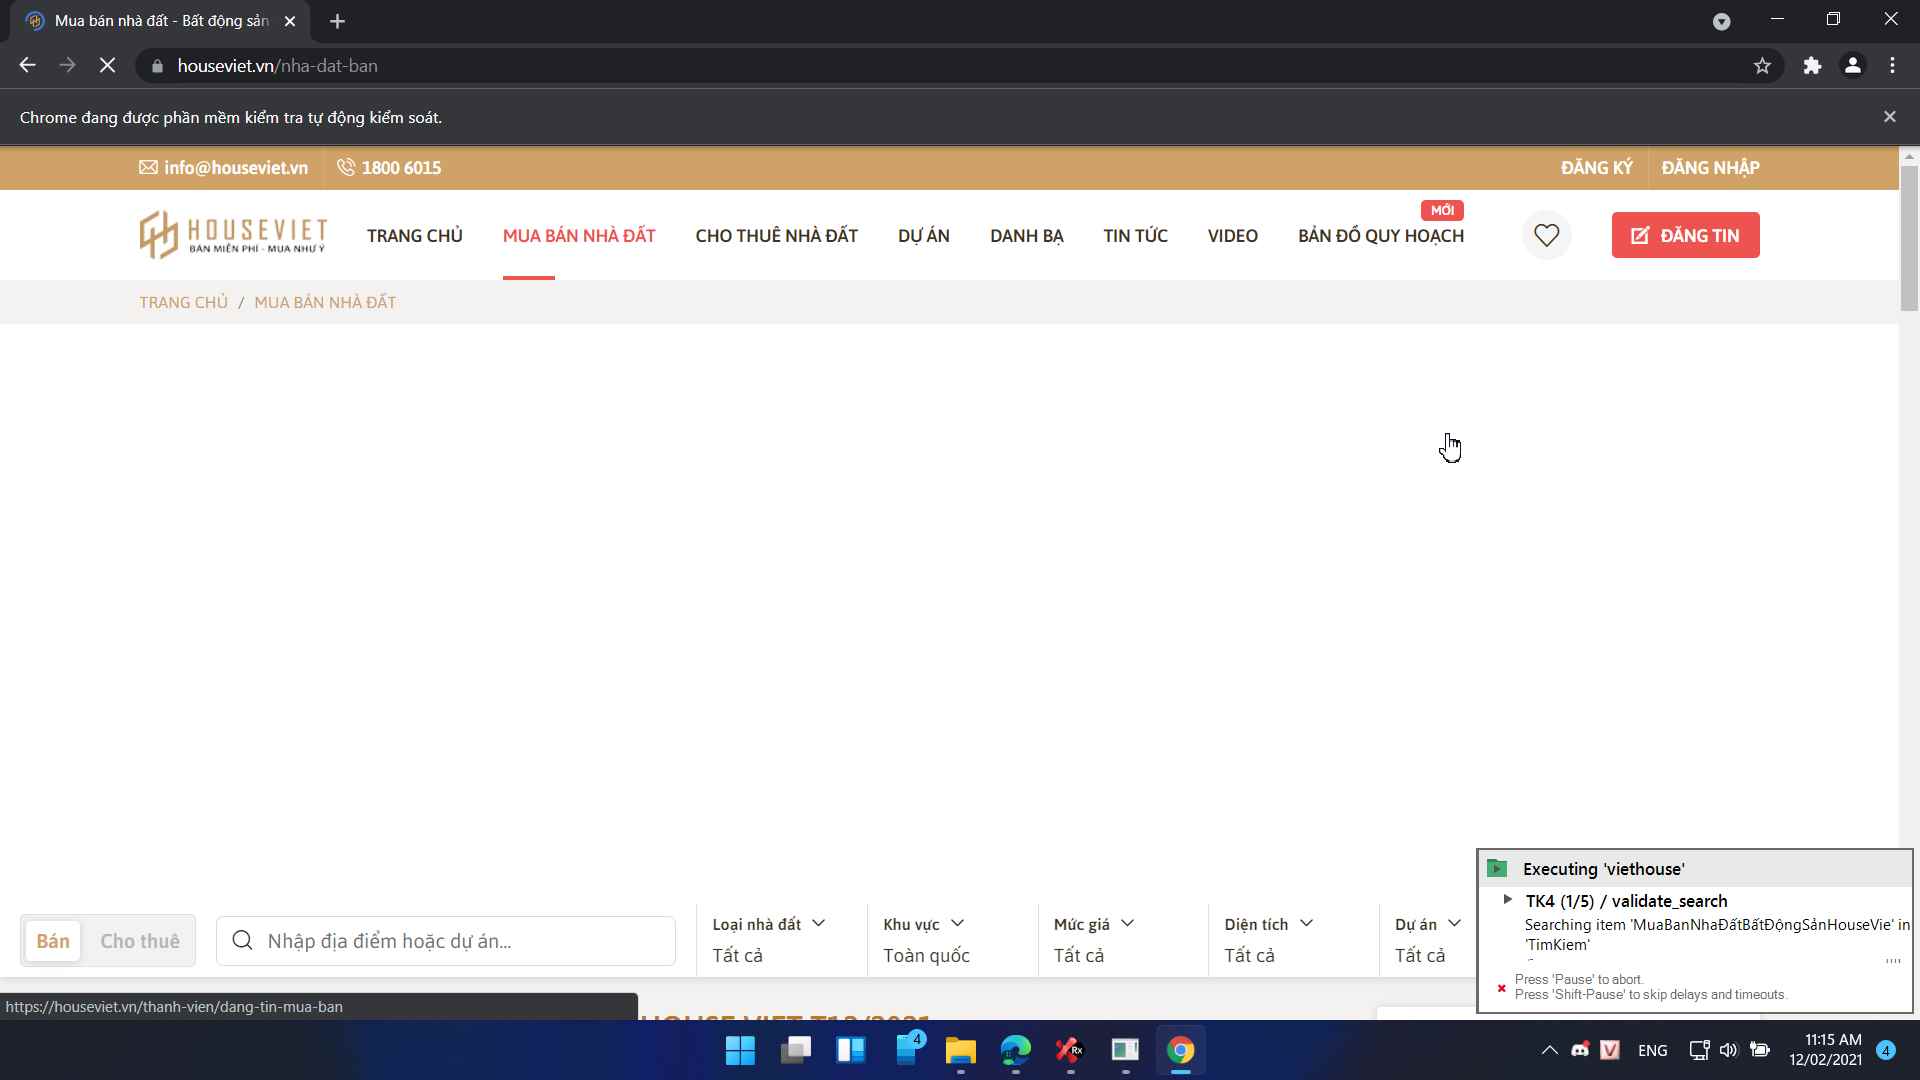 Mua bán nhà đất - Bất động sản
houseviet.vn/nha-dat-ban
Chrome đang được phần mềm kiểm tra tự động kiểm soát.
info@houseviet.vn 1800 6015 ĐĂNG KÝ ĐĂNG NHẬP
HOUSEVIET
BÁN MIỄN PHÍ - MUA NHƯ Ý
TRANG CHỦ MUA BÁN NHÀ ĐẤT CHO THUÊ NHÀ ĐẤT DỰ ÁN DANH BẠ TIN TỨC VIDEO BẢN ĐỒ QUY HOẠCH MỚI ĐĂNG TIN
TRANG CHỦ / MUA BÁN NHÀ ĐẤT
Bán Cho thuê Nhập địa điểm hoặc dự án...
Loại nhà đất Khu vực Mức giá Diện tích Dự án
Tất cả Toàn quốc Tất cả Tất cả Tất cả
Executing 'viethouse'
TK4 (1/5) / validate_search
Searching item 'MuaBanNhaĐấtBấtĐộngSảnHouseVie' in
'TimKiem'
Press 'Pause' to abort.
Press 'Shift-Pause' to skip delays and timeouts.
https://houseviet.vn/thanh-vien/dang-tin-mua-ban
HOUSE VIET T12/2021
4
Rx
V
ENG
11:15 AM
12/02/2021
4